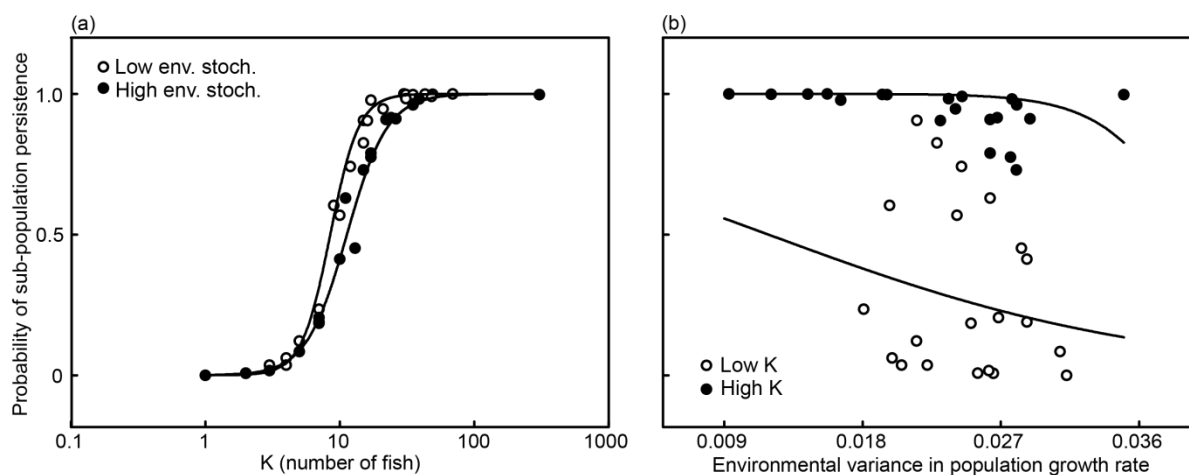 (a)
Low env. stoch.
High env. stoch.
Probability of sub-population persistence
1.0
0.5
0
0.1
1
10
100
1000
K (number of fish)
(b)
Low K
High K
0.009
0.018
0.027
0.036
Environmental variance in population growth rate